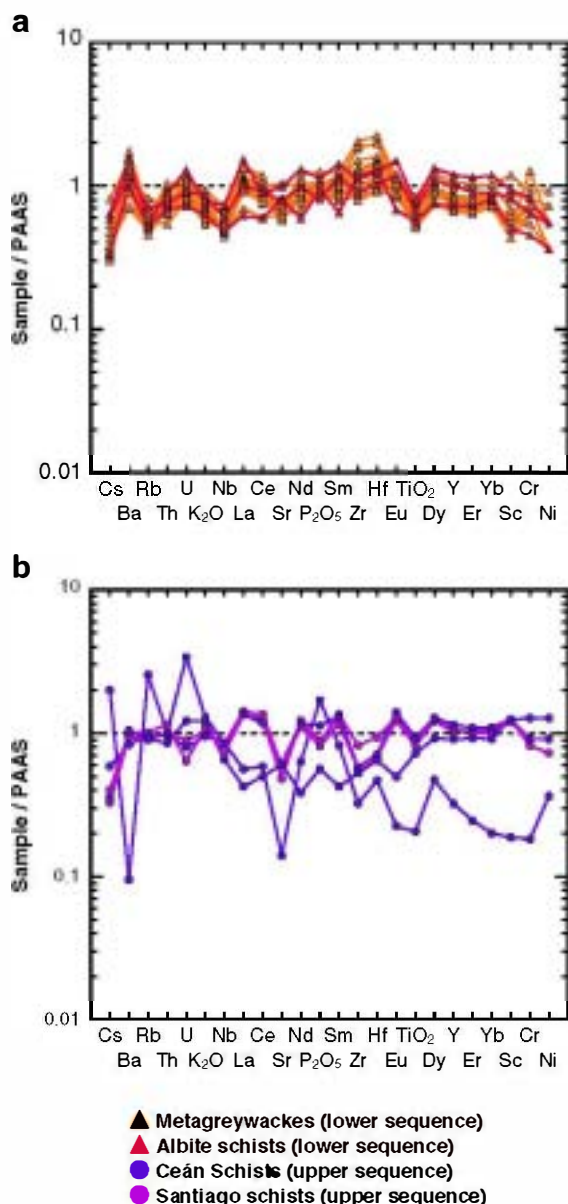 a
10
1
0.1
0.01
Sample / PAAS
Cs Rb U Nb Ce Nd Sm Hf TiO2 Y Yb Cr
Ba Th K2O La Sr P2O5 Zr Eu Dy Er Sc Ni
b
10
1
0.1
0.01
Sample / PAAS
Cs Rb U Nb Ce Nd Sm Hf TiO2 Y Yb Cr
Ba Th K2O La Sr P2O5 Zr Eu Dy Er Sc Ni
Metagreywackes (lower sequence)
Albite schists (lower sequence)
Ceán Schists (upper sequence)
Santiago schists (upper sequence)